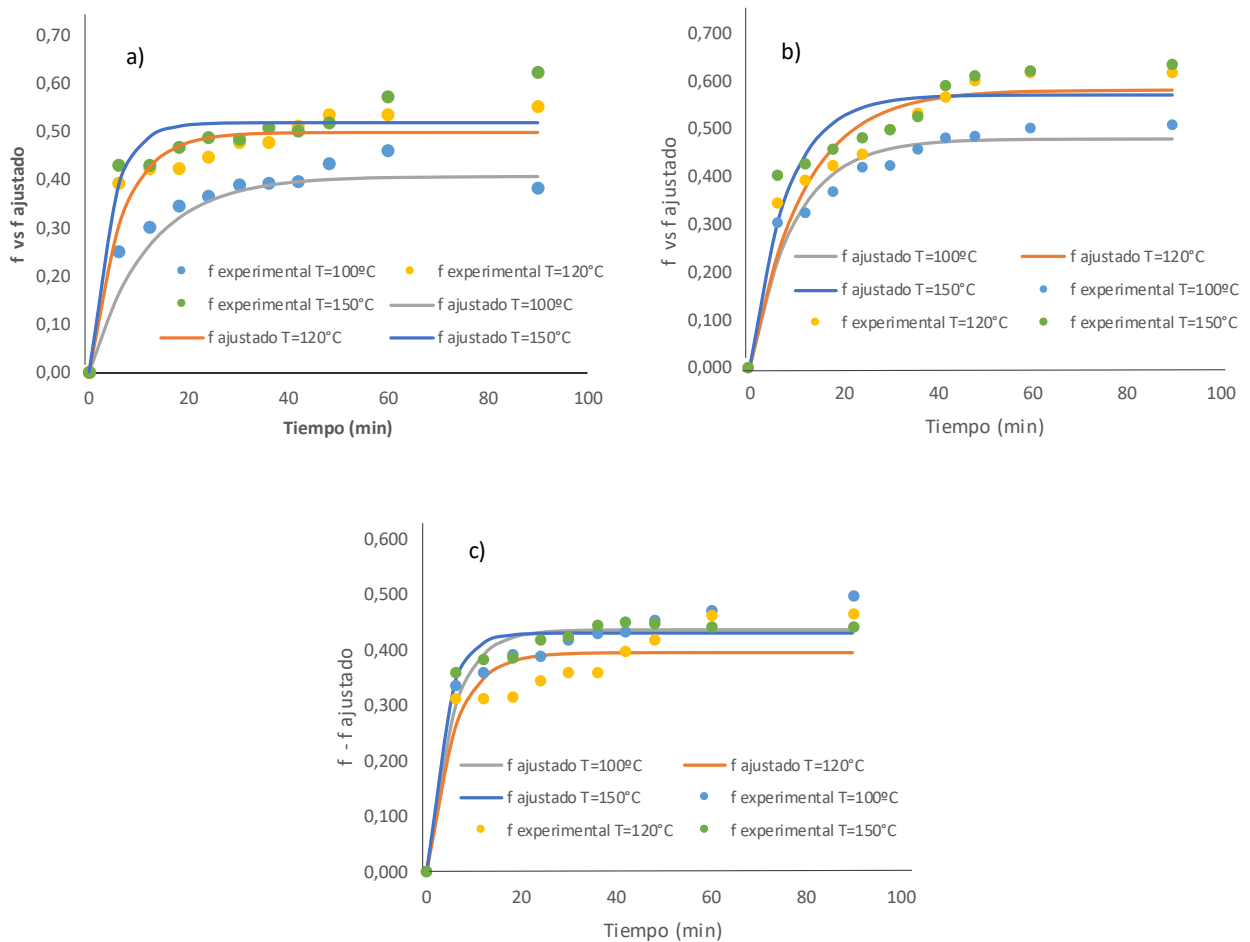 a)
f vs f ajustado
0,70
0,60
0,50
0,40
0,30
0,20
0,10
0,00
f experimental T=100ºC
f experimental T=120°C
f experimental T=150°C
f ajustado T=100ºC
f ajustado T=120°C
f ajustado T=150°C
0 20 40 60 80 100
Tiempo (min)
b)
f vs f ajustado
0,700
0,600
0,500
0,400
0,300
0,200
0,100
0,000
f ajustado T=100ºC
f ajustado T=120°C
f ajustado T=150°C
f experimental T=100ºC
f experimental T=120°C
f experimental T=150°C
0 20 40 60 80 100
Tiempo (min)
c)
f - f ajustado
0,600
0,500
0,400
0,300
0,200
0,100
0,000
f ajustado T=100ºC
f ajustado T=120°C
f ajustado T=150°C
f experimental T=100ºC
f experimental T=120°C
f experimental T=150°C
0 20 40 60 80 100
Tiempo (min)